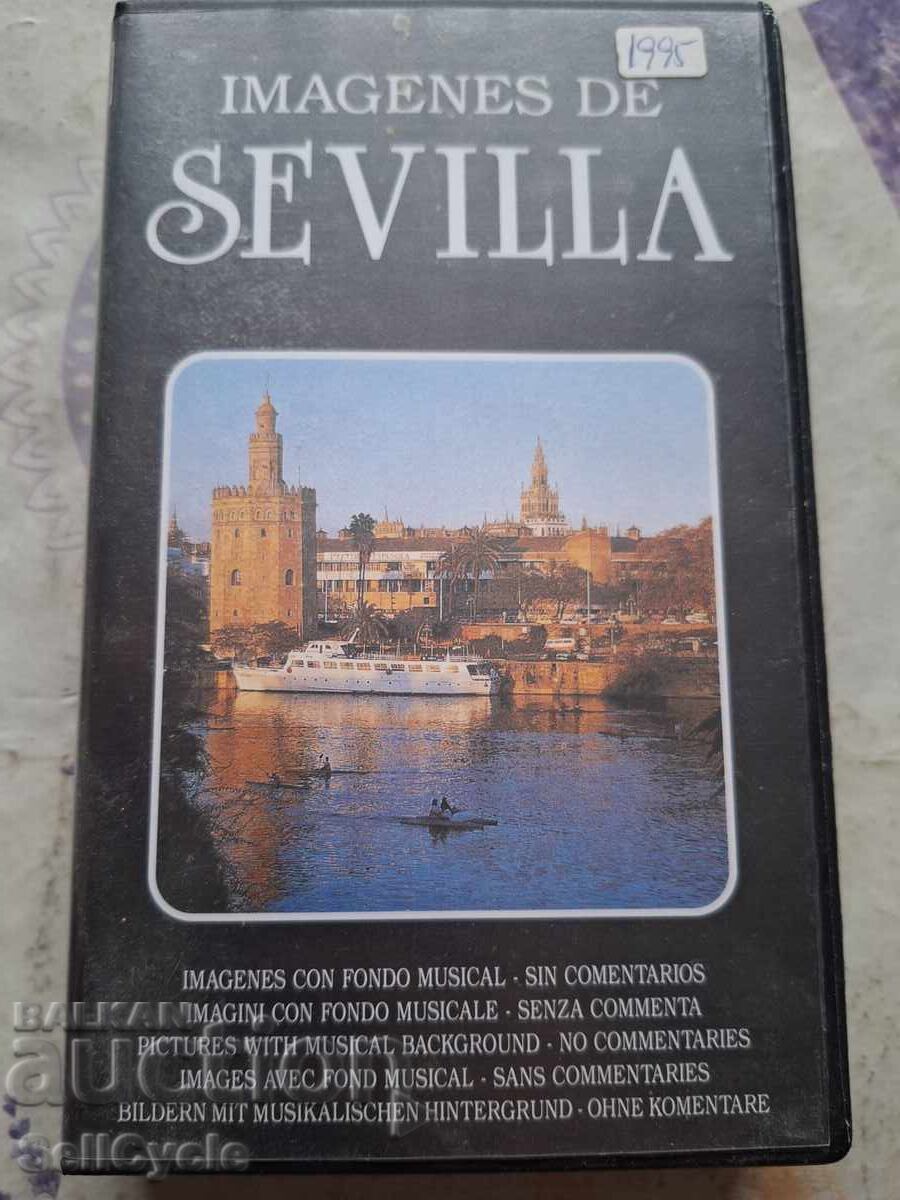 1995
IMAGENES DE
SEVILLA
IMAGENES CON FONDO MUSICAL - SIN COMENTARIOS
IMAGINI CON FONDO MUSICALE - SENZA COMMENTA
PICTURES WITH MUSICAL BACKGROUND - NO COMMENTARIES
IMAGES AVEC FOND MUSICAL - SANS COMMENTARIES
BILDERN MIT MUSIKALISCHEN HINTERGRUND - OHNE KOMENTARE
BALKAN
auction
SellCycle